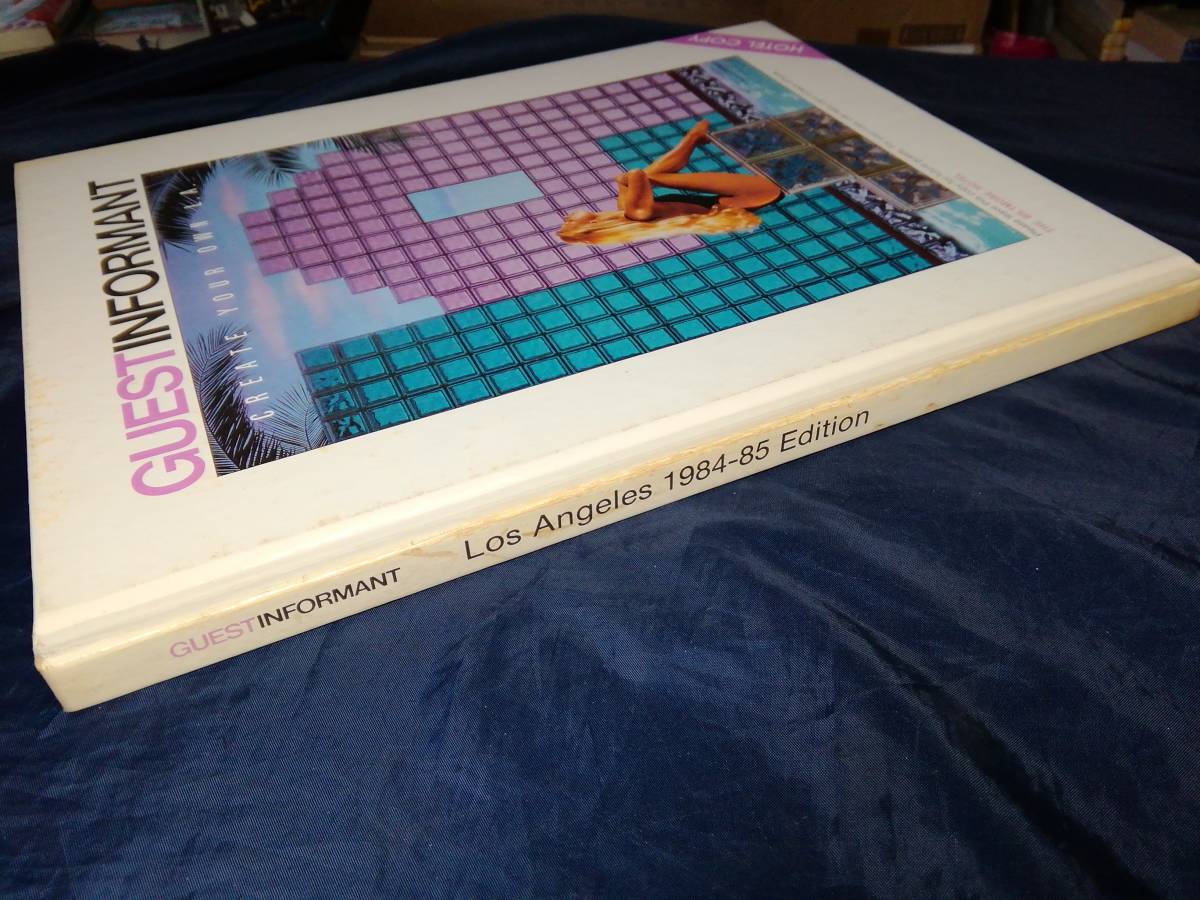 HOTEL COPY
GUESTINFORMANT
CREATE YOUR OWN L.A.
GUESTINFORMANT
Los Angeles 1984-85 Edition